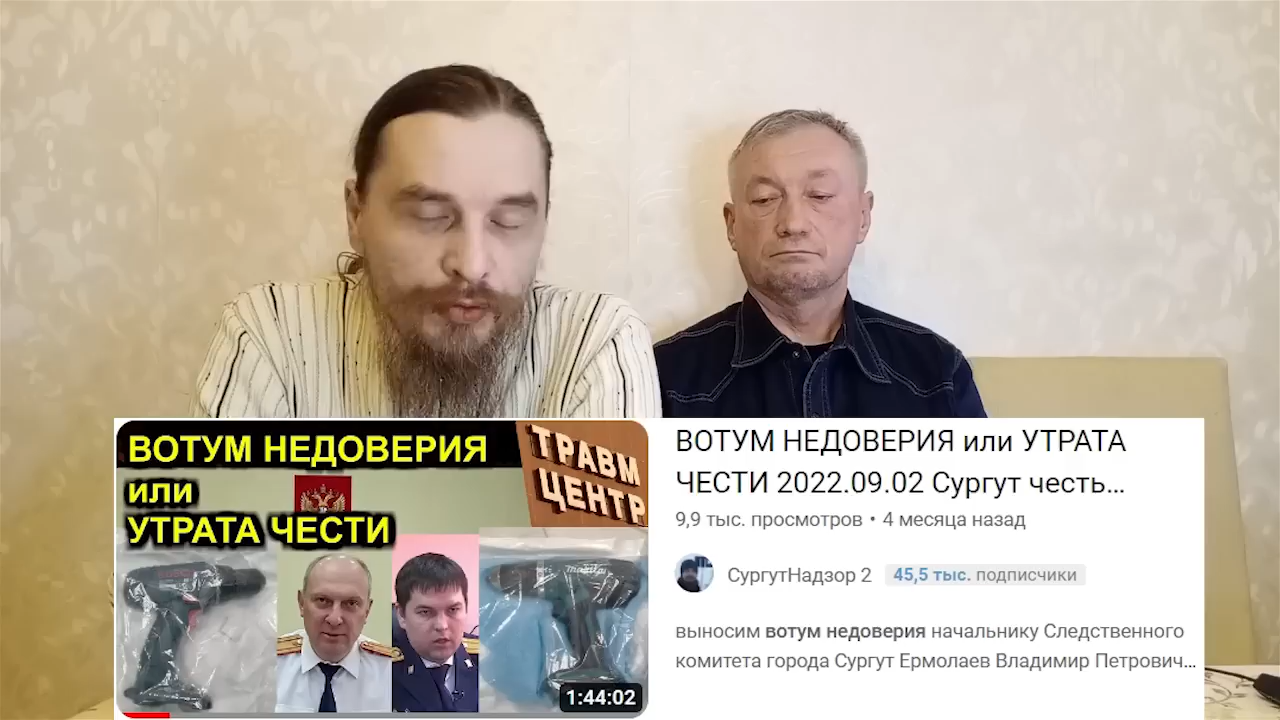 ВОТУМ НЕДОВЕРИЯ
или
УТРАТА ЧЕСТИ
ТРАВМ
ЦЕНТР
makita
1:44:02
ВОТУМ НЕДОВЕРИЯ или УТРАТА
ЧЕСТИ 2022.09.02 Сургут честь...
9,9 тыс. просмотров • 4 месяца назад
СургутНадзор 2 45,5 тыс. подписчики
выносим вотум недоверия начальнику Следственного
комитета города Сургут Ермолаев Владимир Петрович...